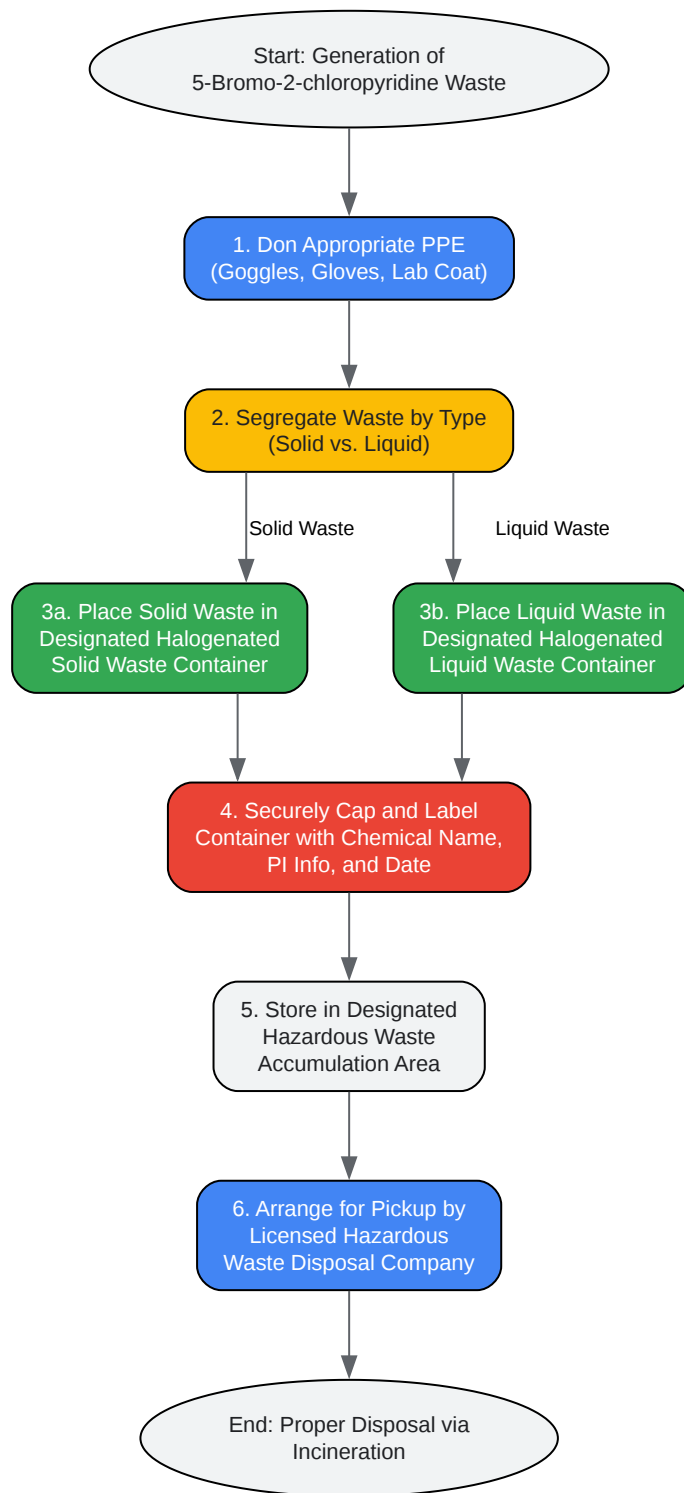 Start: Generation of
5-Bromo-2-chloropyridine Waste
1. Don Appropriate PPE
(Goggles, Gloves, Lab Coat)
2. Segregate Waste by Type
(Solid vs. Liquid)
Solid Waste
Liquid Waste
3a. Place Solid Waste in
Designated Halogenated
Solid Waste Container
3b. Place Liquid Waste in
Designated Halogenated
Liquid Waste Container
4. Securely Cap and Label
Container with Chemical Name,
PI Info, and Date
5. Store in Designated
Hazardous Waste
Accumulation Area
6. Arrange for Pickup by
Licensed Hazardous
Waste Disposal Company
End: Proper Disposal via
Incineration